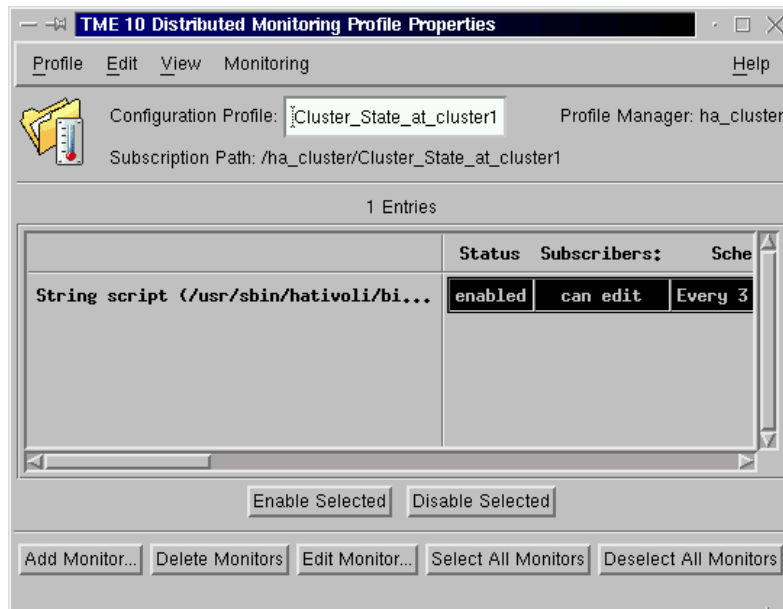 TME 10 Distributed Monitoring Profile Properties
Profile Edit View Monitoring Help
Configuration Profile: Cluster_State_at_cluster1 Profile Manager: ha_cluster
Subscription Path: /ha_cluster/Cluster_State_at_cluster1
1 Entries
Status Subscribers: Sche
String script (/usr/sbin/hativoli/bi... enabled can edit Every 3
Enable Selected Disable Selected
Add Monitor... Delete Monitors Edit Monitor... Select All Monitors Deselect All Monitors